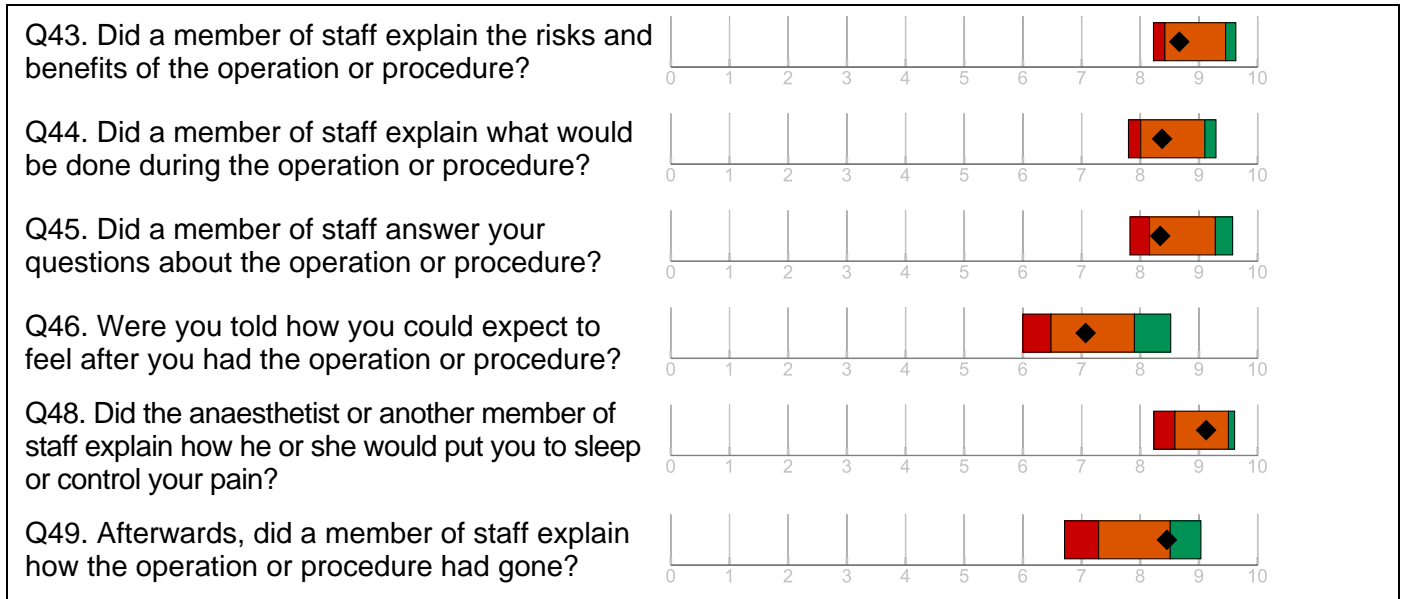 Q43. Did a member of staff explain the risks and
benefits of the operation or procedure?
0 1 2 3 4 5 6 7 8 9 10
Q44. Did a member of staff explain what would
be done during the operation or procedure?
0 1 2 3 4 5 6 7 8 9 10
Q45. Did a member of staff answer your
questions about the operation or procedure?
0 1 2 3 4 5 6 7 8 9 10
Q46. Were you told how you could expect to
feel after you had the operation or procedure?
0 1 2 3 4 5 6 7 8 9 10
Q48. Did the anaesthetist or another member of
staff explain how he or she would put you to sleep
or control your pain?
0 1 2 3 4 5 6 7 8 9 10
Q49. Afterwards, did a member of staff explain
how the operation or procedure had gone?
0 1 2 3 4 5 6 7 8 9 10